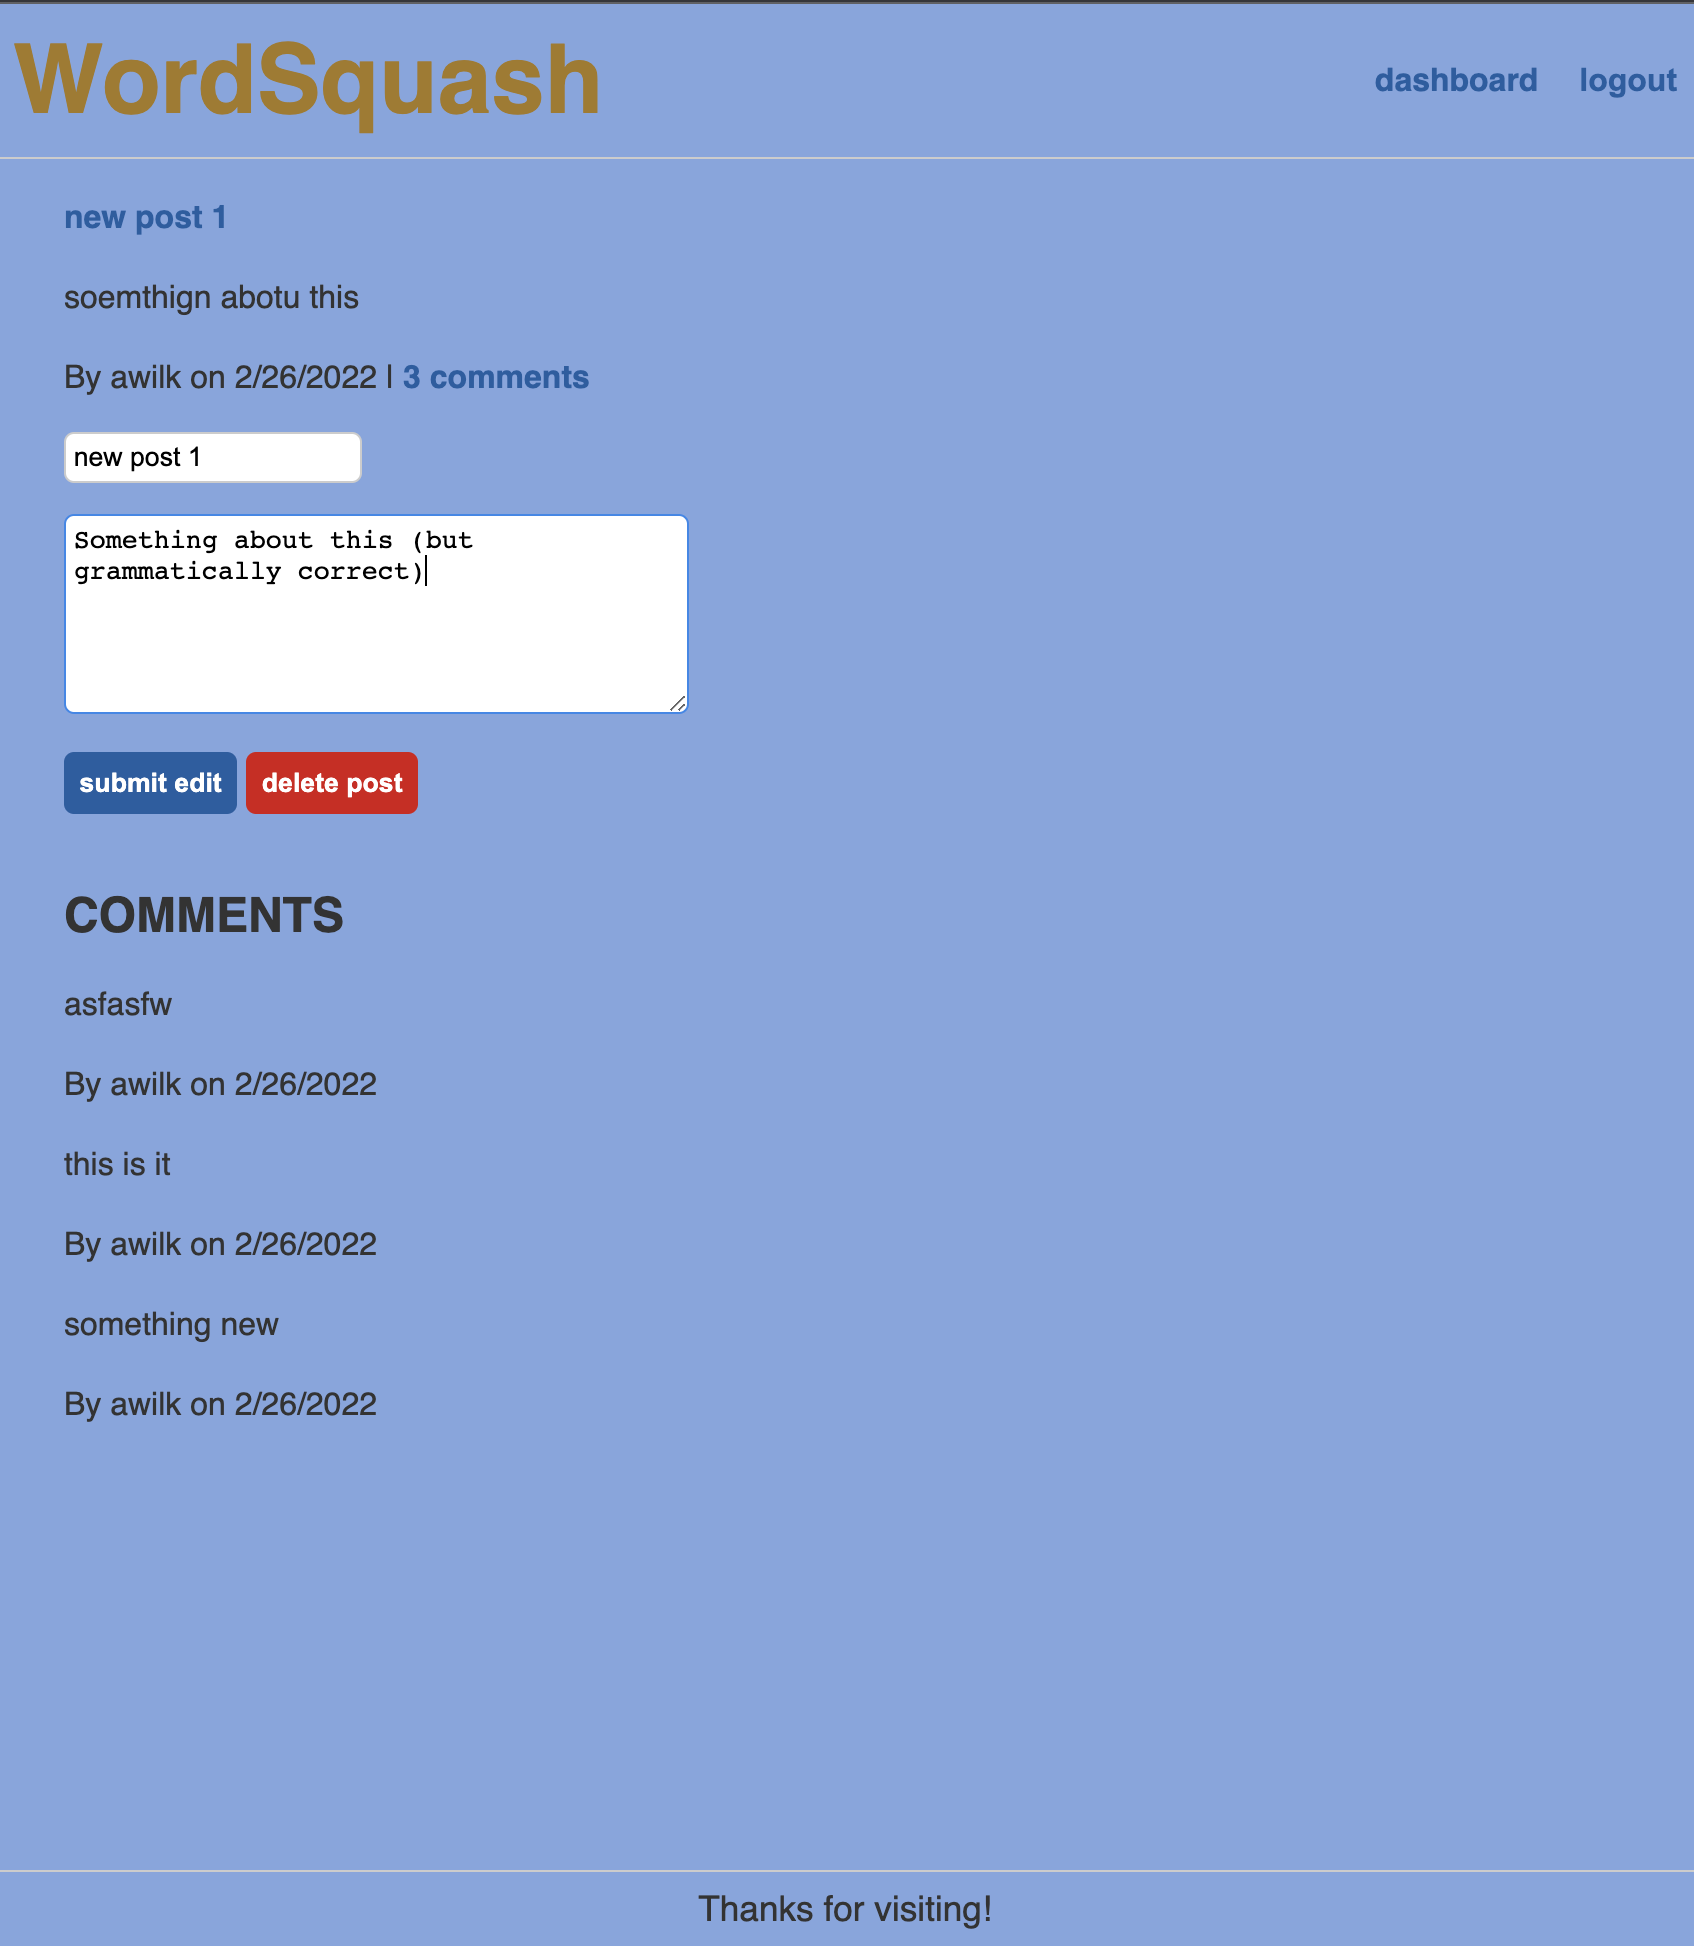 WordSquash
dashboard logout
new post 1
soemthign abotu this
By awilk on 2/26/2022 | 3 comments
new post 1
Something about this (but
grammatically correct)
submit edit delete post
COMMENTS
asfasfw
By awilk on 2/26/2022
this is it
By awilk on 2/26/2022
something new
By awilk on 2/26/2022
Thanks for visiting!